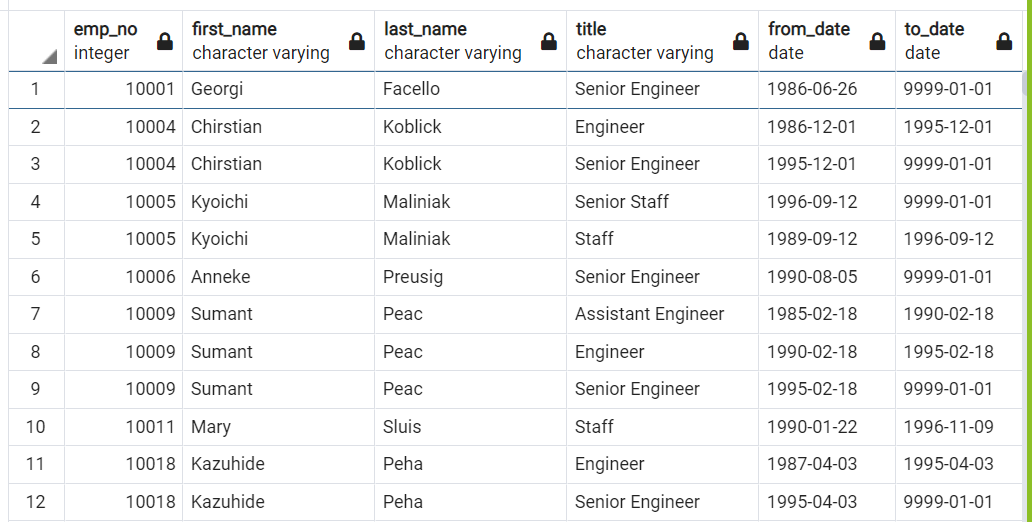 emp_no first_name last_name title from_date to_date
integer character varying character varying character varying date date
1 10001 Georgi Facello Senior Engineer 1986-06-26 9999-01-01
2 10004 Chirstian Koblick Engineer 1986-12-01 1995-12-01
3 10004 Chirstian Koblick Senior Engineer 1995-12-01 9999-01-01
4 10005 Kyoichi Maliniak Senior Staff 1996-09-12 9999-01-01
5 10005 Kyoichi Maliniak Staff 1989-09-12 1996-09-12
6 10006 Anneke Preusig Senior Engineer 1990-08-05 9999-01-01
7 10009 Sumant Peac Assistant Engineer 1985-02-18 1990-02-18
8 10009 Sumant Peac Engineer 1990-02-18 1995-02-18
9 10009 Sumant Peac Senior Engineer 1995-02-18 9999-01-01
10 10011 Mary Sluis Staff 1990-01-22 1996-11-09
11 10018 Kazuhide Peha Engineer 1987-04-03 1995-04-03
12 10018 Kazuhide Peha Senior Engineer 1995-04-03 9999-01-01